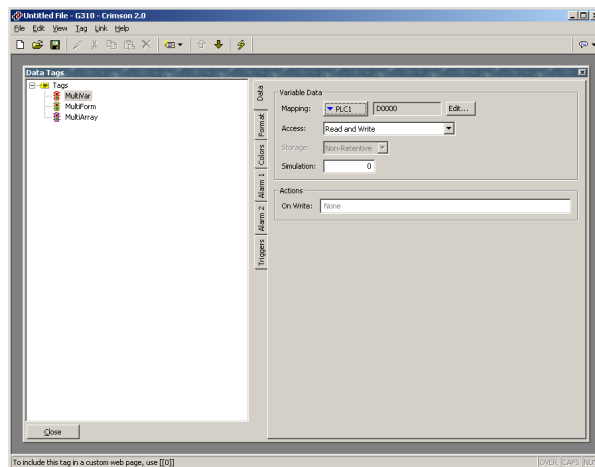 Untitled File - G310 - Crimson 2.0
File Edit View Tag Link Help
Data Tags
Tags
MultiVar
MultiForm
MultiArray
Data
Format
Colors
Alarm 1
Alarm 2
Triggers
Variable Data
Mapping: PLC1 D0000 Edit...
Access: Read and Write
Storage: Non-Retentive
Simulation: 0
Actions
On Write: None
Close
To include this tag in a custom web page, use [[0]]
OVER CAPS NU